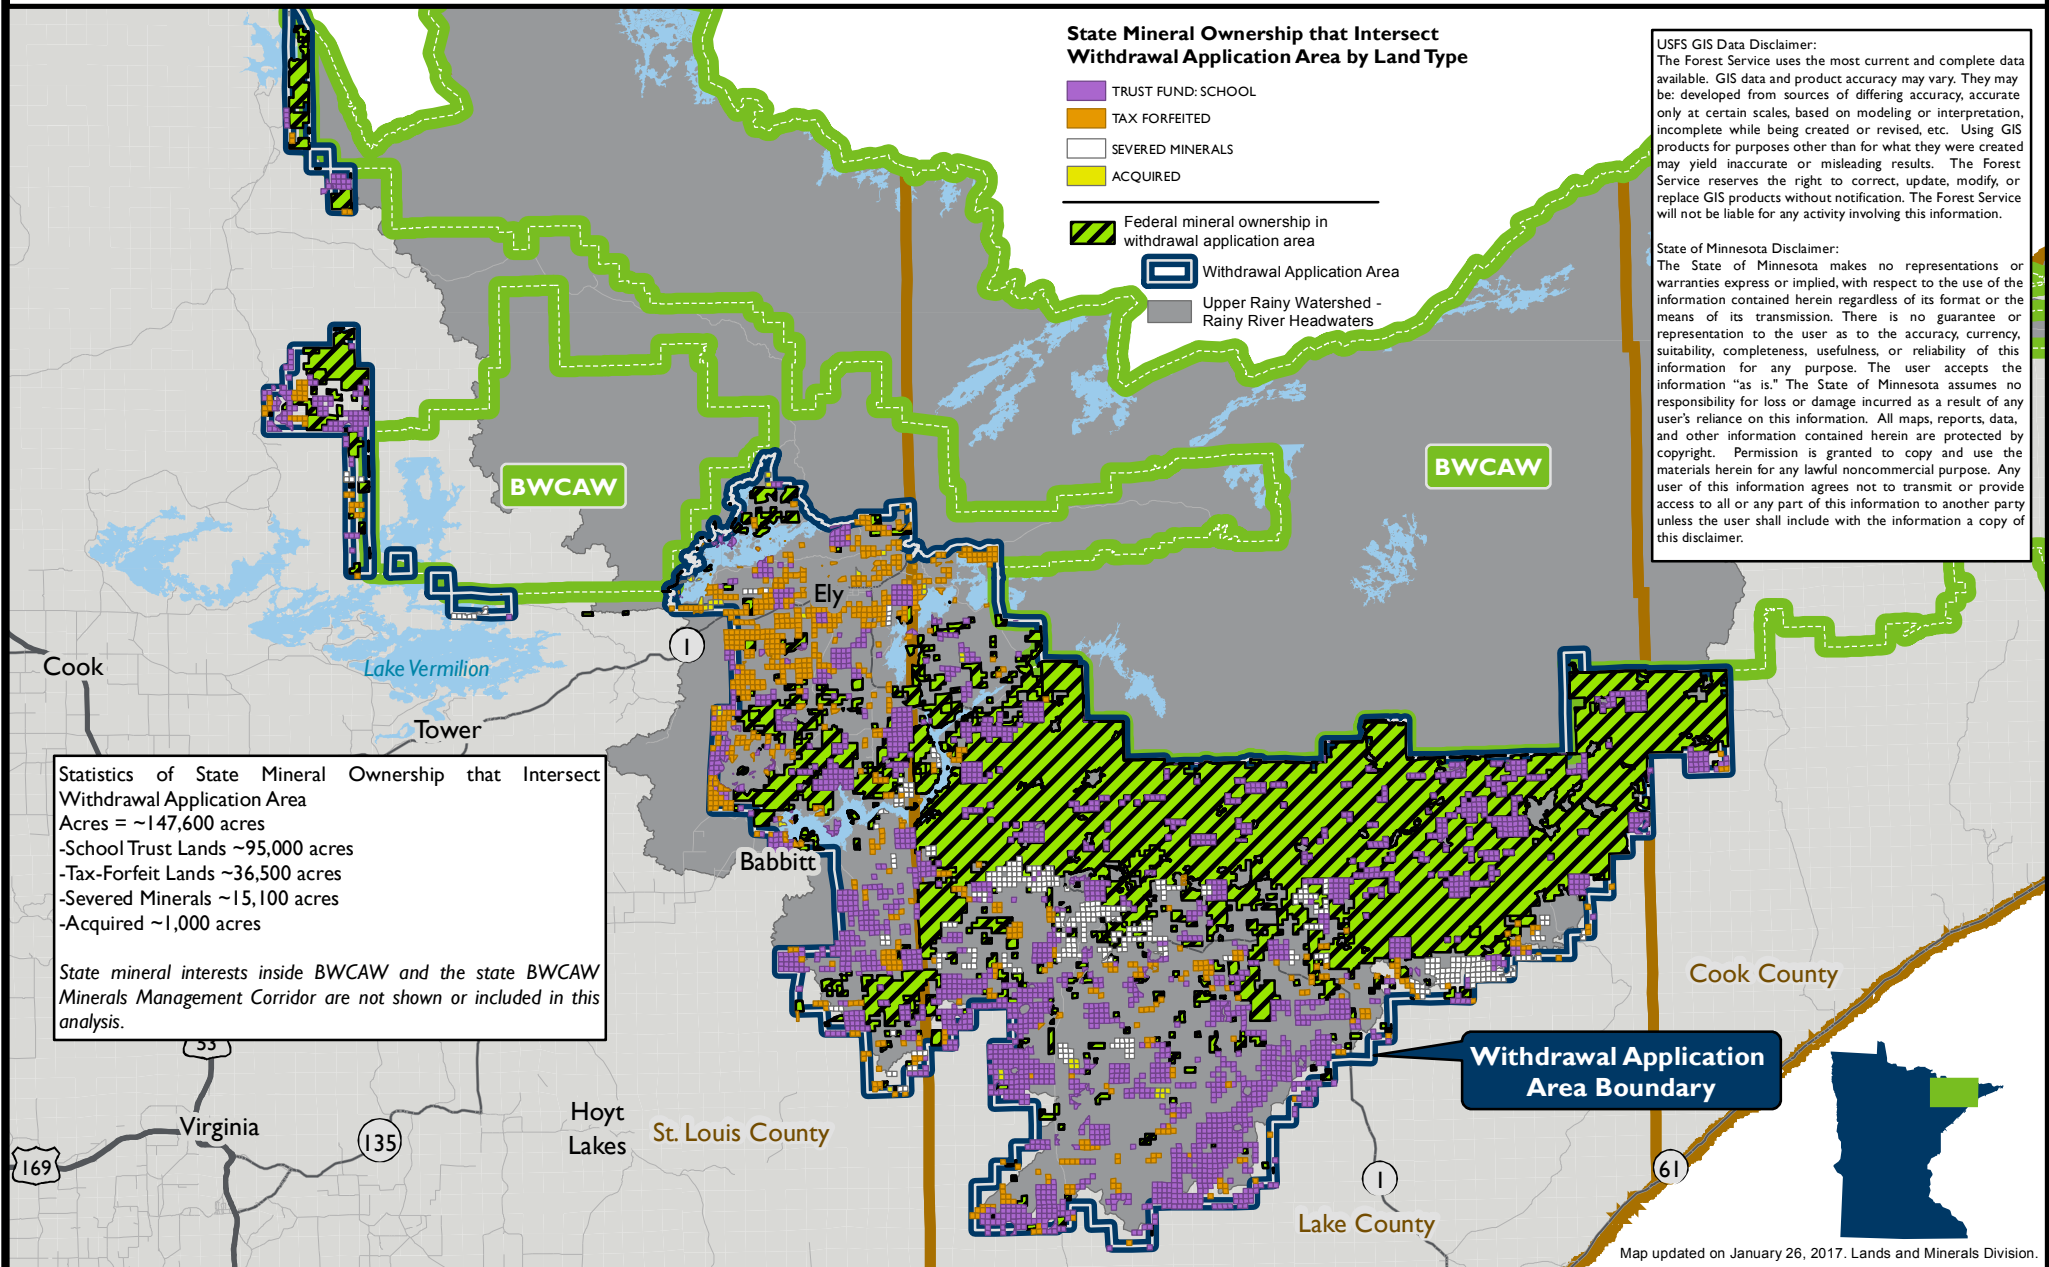 State Mineral Ownership that Intersect
Withdrawal Application Area by Land Type
TRUST FUND: SCHOOL
TAX FORFEITED
SEVERED MINERALS
ACQUIRED
Federal mineral ownership in
withdrawal application area
Withdrawal Application Area
Upper Rainy Watershed -
Rainy River Headwaters
USFS GIS Data Disclaimer:
The Forest Service uses the most current and complete data
available. GIS data and product accuracy may vary. They may
be: developed from sources of differing accuracy, accurate
only at certain scales, based on modeling or interpretation,
incomplete while being created or revised, etc. Using GIS
products for purposes other than for what they were created
may yield inaccurate or misleading results. The Forest
Service reserves the right to correct, update, modify, or
replace GIS products without notification. The Forest Service
will not be liable for any activity involving this information.
State of Minnesota Disclaimer:
The State of Minnesota makes no representations or
warranties express or implied, with respect to the use of the
information contained herein regardless of its format or the
means of its transmission. There is no guarantee or
representation to the user as to the accuracy, currency,
suitability, completeness, usefulness, or reliability of this
information for any purpose. The user accepts the
information “as is." The State of Minnesota assumes no
responsibility for loss or damage incurred as a result of any
user's reliance on this information. All maps, reports, data,
and other information contained herein are protected by
copyright. Permission is granted to copy and use the
materials herein for any lawful noncommercial purpose. Any
user of this information agrees not to transmit or provide
access to all or any part of this information to another party
unless the user shall include with the information a copy of
this disclaimer.
BWCAW
BWCAW
Ely
1
Cook
Lake Vermilion
Tower
Statistics of State Mineral Ownership that Intersect
Withdrawal Application Area
Acres = ~147,600 acres
-School Trust Lands ~95,000 acres
-Tax-Forfeit Lands ~36,500 acres
-Severed Minerals ~15,100 acres
-Acquired ~1,000 acres
State mineral interests inside BWCAW and the state BWCAW
Minerals Management Corridor are not shown or included in this
analysis.
Babbitt
Cook County
53
Withdrawal Application
Area Boundary
Virginia
135
169
Hoyt
Lakes
St. Louis County
1
61
Lake County
Map updated on January 26, 2017. Lands and Minerals Division.